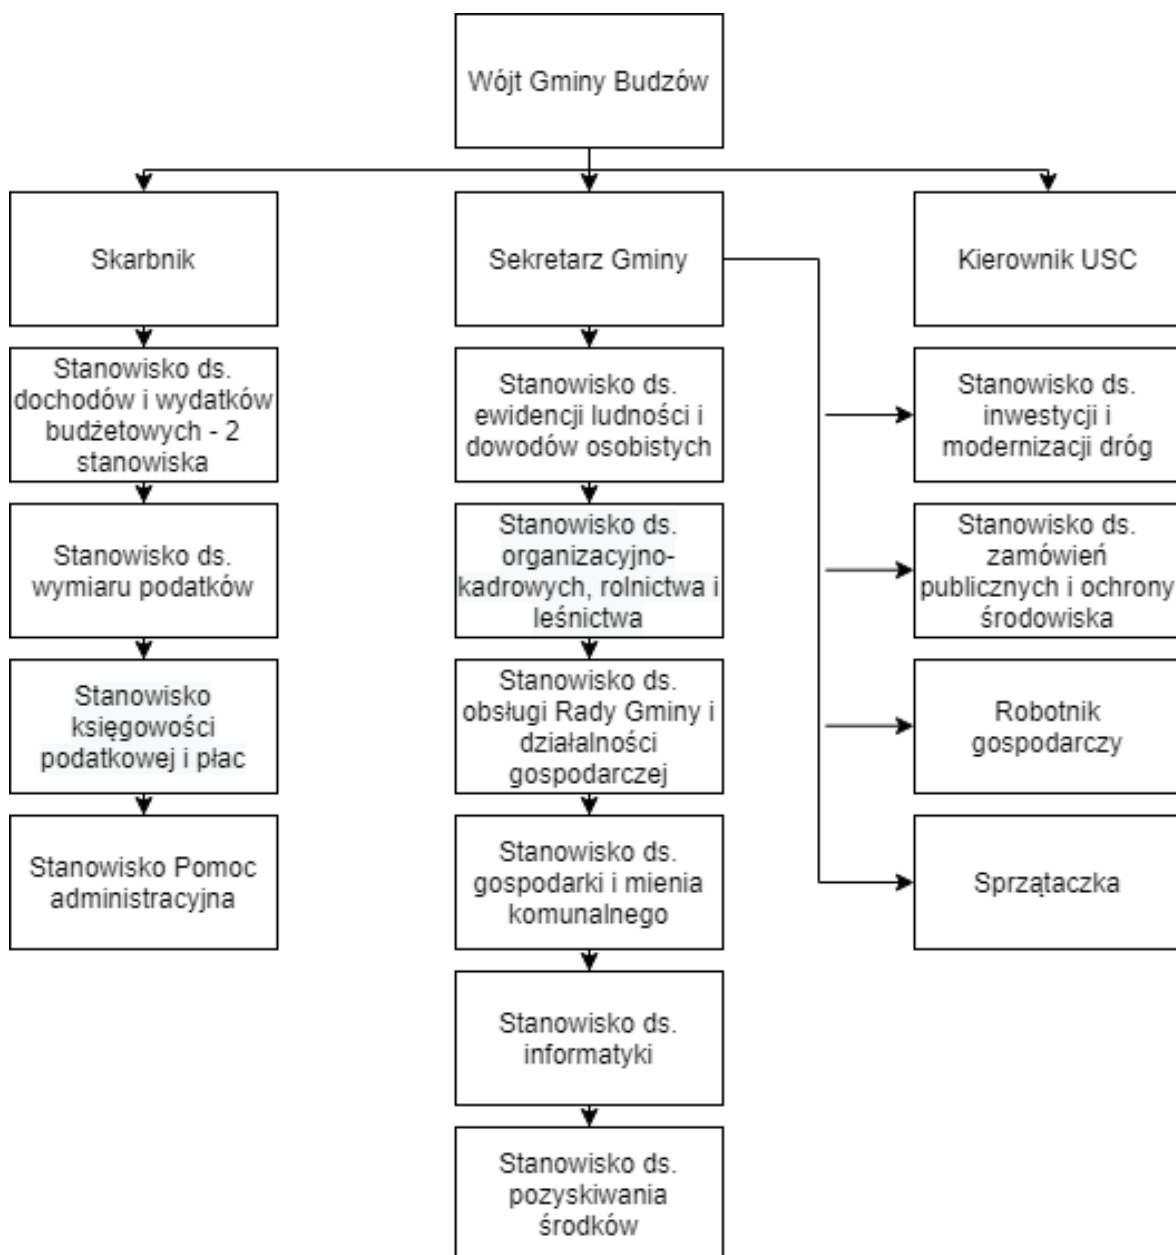 Wójt Gminy Budzów
Skarbnik
Sekretarz Gminy
Kierownik USC
Stanowisko ds.
dochodów i wydatków
budżetowych - 2
stanowiska
Stanowisko ds.
ewidencji ludności i
dowodów osobistych
Stanowisko ds.
inwestycji i
modernizacji dróg
Stanowisko ds.
wymiaru podatków
Stanowisko ds.
organizacyjno-
kadrowych, rolnictwa i
leśnictwa
Stanowisko ds.
zamówień
publicznych i ochrony
środowiska
Stanowisko
księgowości
podatkowej i płac
Stanowisko ds.
obsługi Rady Gminy i
działalności
gospodarczej
Robotnik
gospodarczy
Stanowisko Pomoc
administracyjna
Stanowisko ds.
gospodarki i mienia
komunalnego
Sprzątaczka
Stanowisko ds.
informatyki
Stanowisko ds.
pozyskiwania
środków